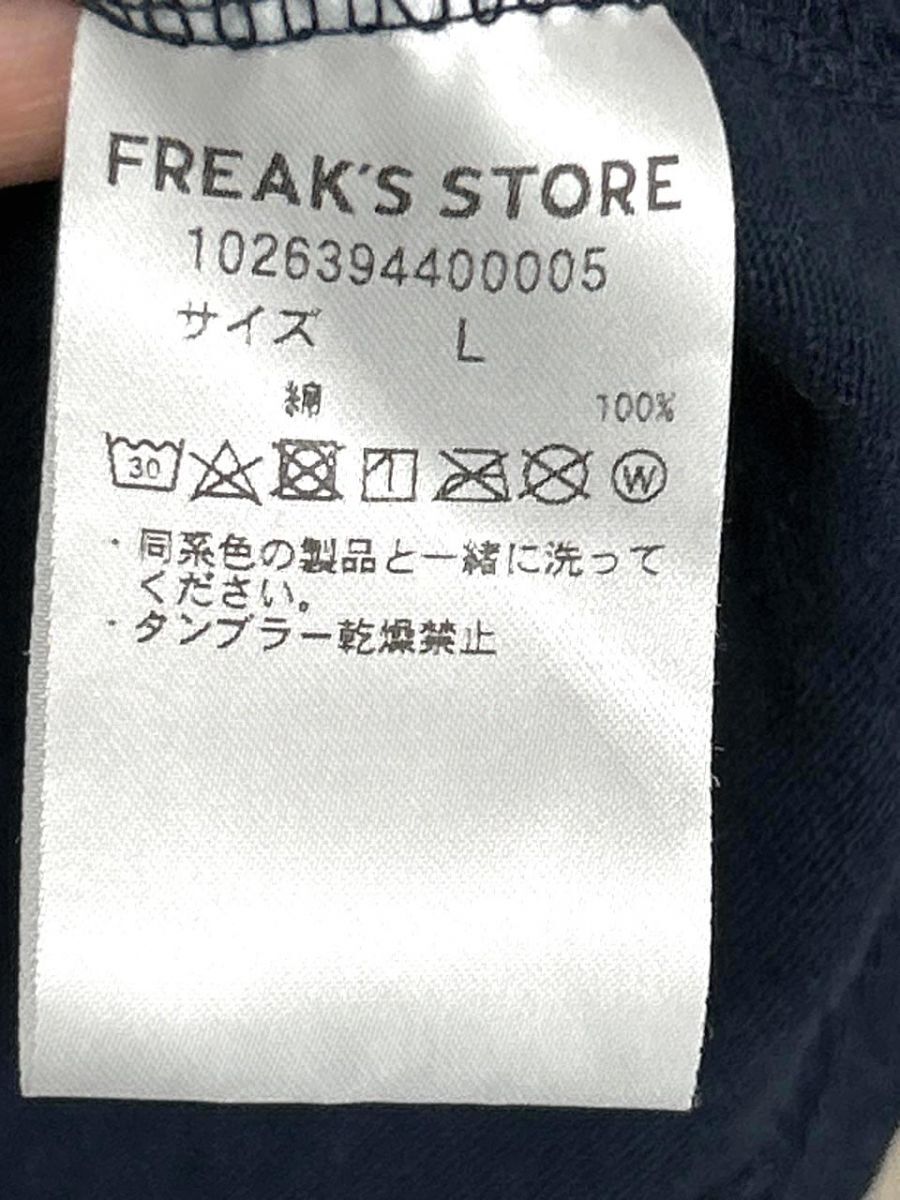 FREAK'S STORE
1026394400005
サイズ L
綿 100%
30 W
・同系色の製品と一緒に洗って
ください。
・タンブラー乾燥禁止